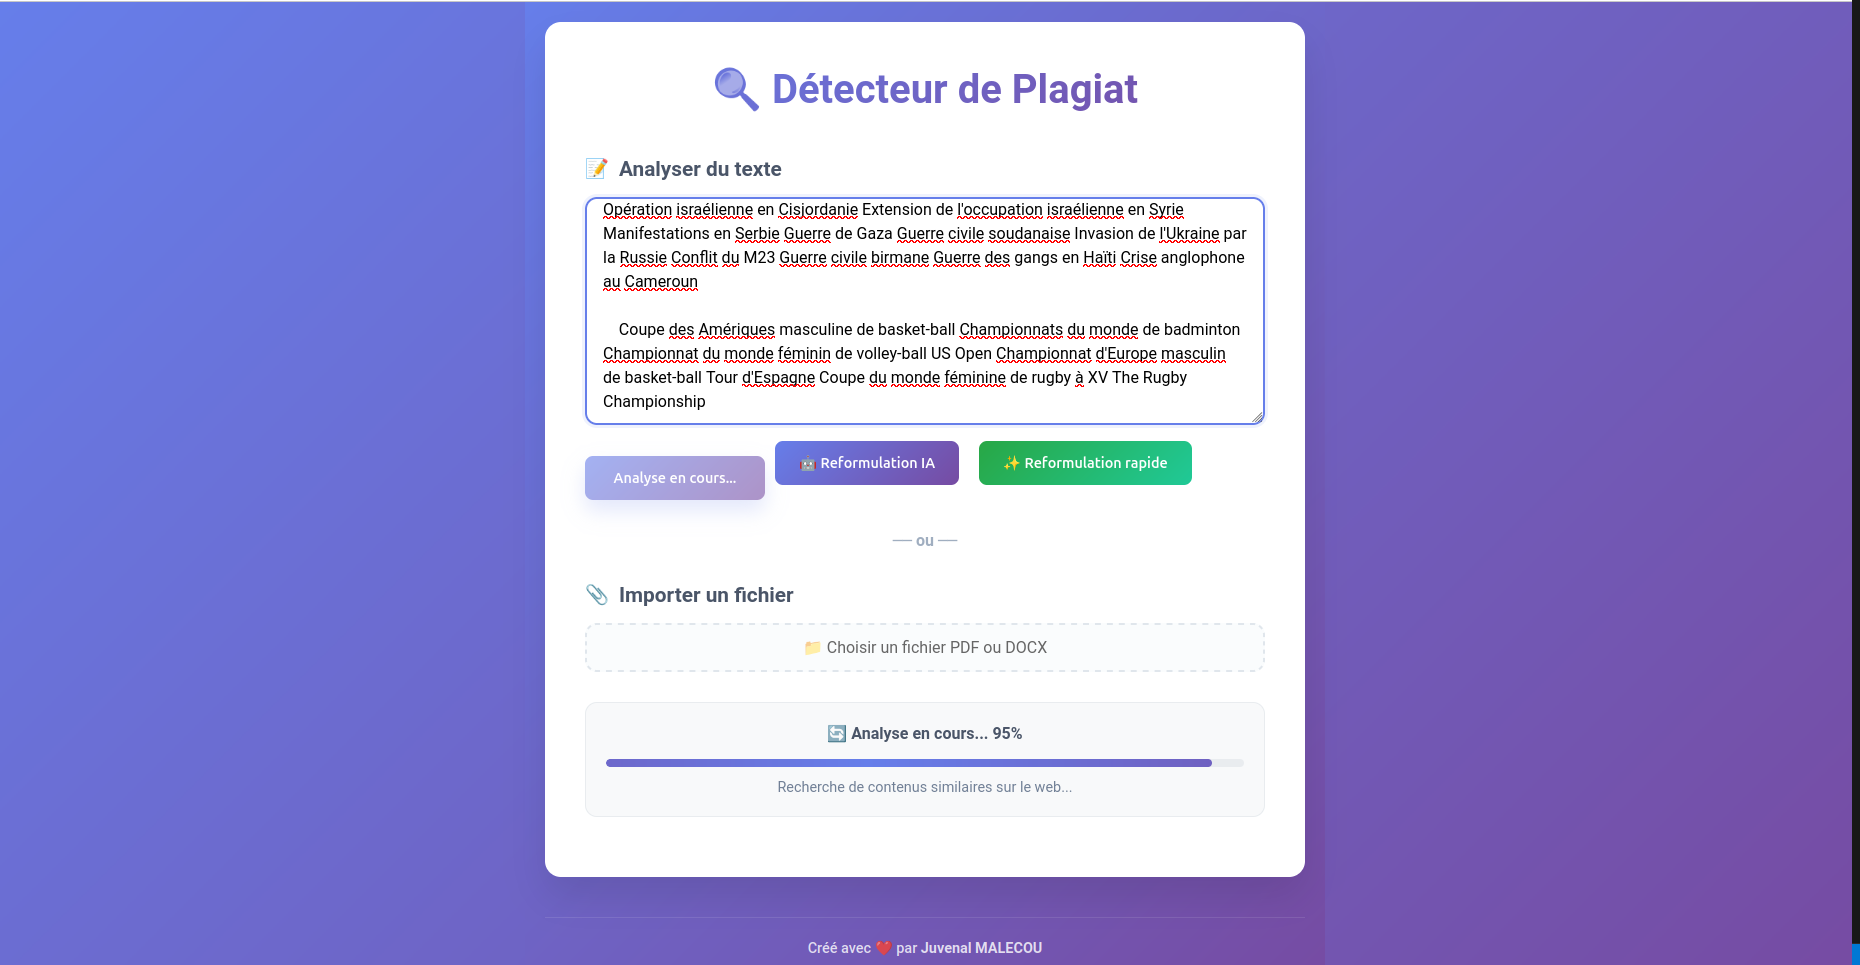 Détecteur de Plagiat
Analyser du texte
Opération israélienne en Cisjordanie Extension de l'occupation israélienne en Syrie
Manifestations en Serbie Guerre de Gaza Guerre civile soudanaise Invasion de l'Ukraine par
la Russie Conflit du M23 Guerre civile birmane Guerre des gangs en Haïti Crise anglophone
au Cameroun
Coupe des Amériques masculine de basket-ball Championnats du monde de badminton
Championnat du monde féminin de volley-ball US Open Championnat d'Europe masculin
de basket-ball Tour d'Espagne Coupe du monde féminine de rugby à XV The Rugby
Championship
Analyse en cours... Reformulation IA Reformulation rapide
— ou —
Importer un fichier
Choisir un fichier PDF ou DOCX
Analyse en cours... 95%
Recherche de contenus similaires sur le web...
Créé avec ❤️ par Juvenal MALECOU